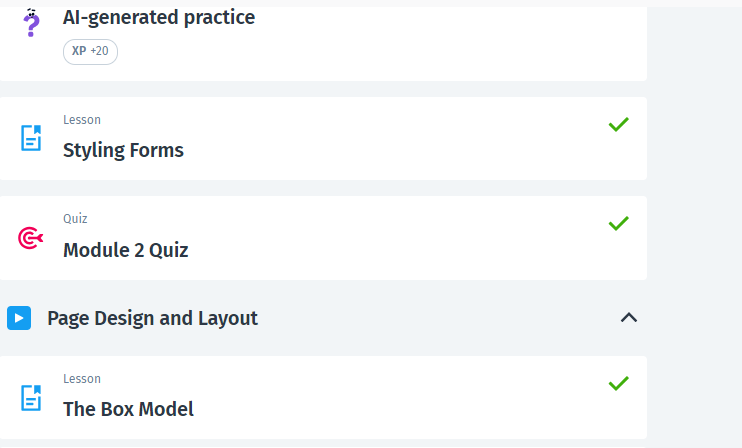 AI-generated practice
XP +20
Lesson
Styling Forms
Quiz
Module 2 Quiz
Page Design and Layout
Lesson
The Box Model